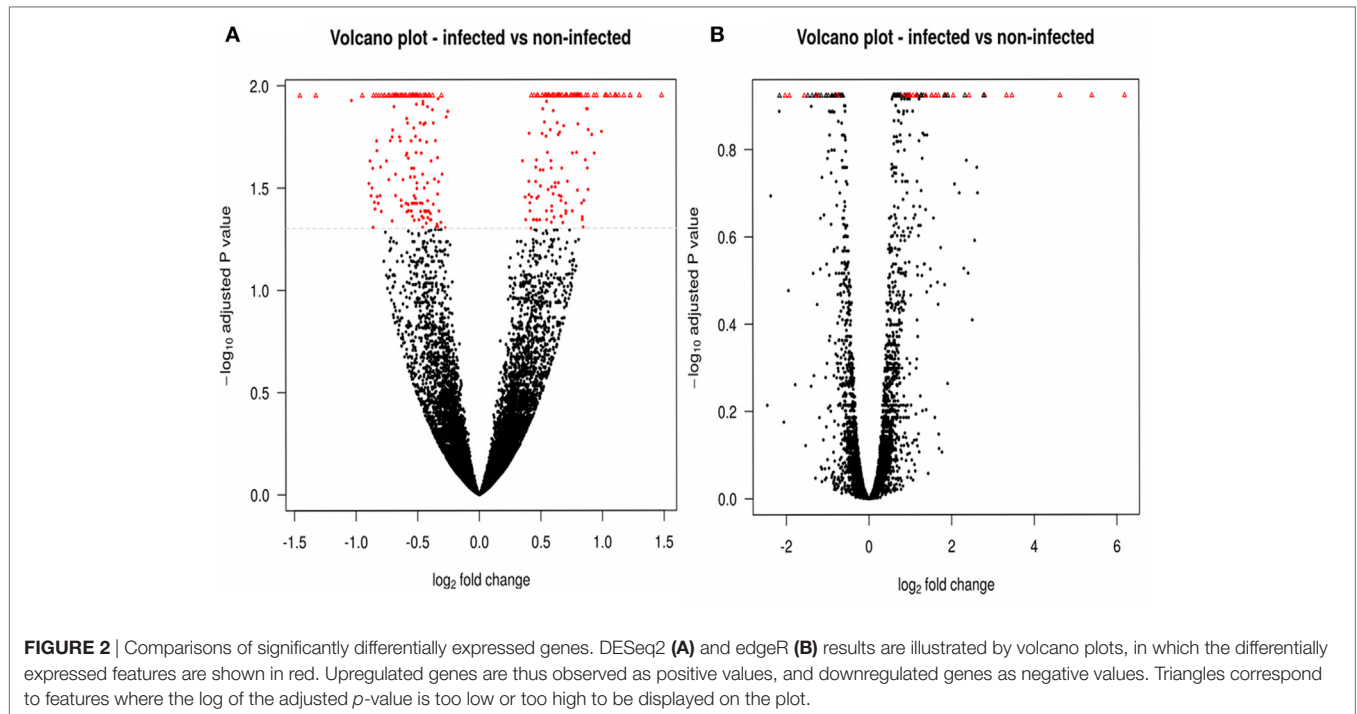 A
Volcano plot - infected vs non-infected
2.0
1.5
1.0
0.5
0.0
−log10 adjusted P value
-1.5 -1.0 -0.5 0.0 0.5 1.0 1.5
log2 fold change
B
Volcano plot - infected vs non-infected
0.8
0.6
0.4
0.2
0.0
−log10 adjusted P value
-2 0 2 4 6
log2 fold change
FIGURE 2 | Comparisons of significantly differentially expressed genes. DESeq2 (A) and edgeR (B) results are illustrated by volcano plots, in which the differentially
expressed features are shown in red. Upregulated genes are thus observed as positive values, and downregulated genes as negative values. Triangles correspond
to features where the log of the adjusted p-value is too low or too high to be displayed on the plot.